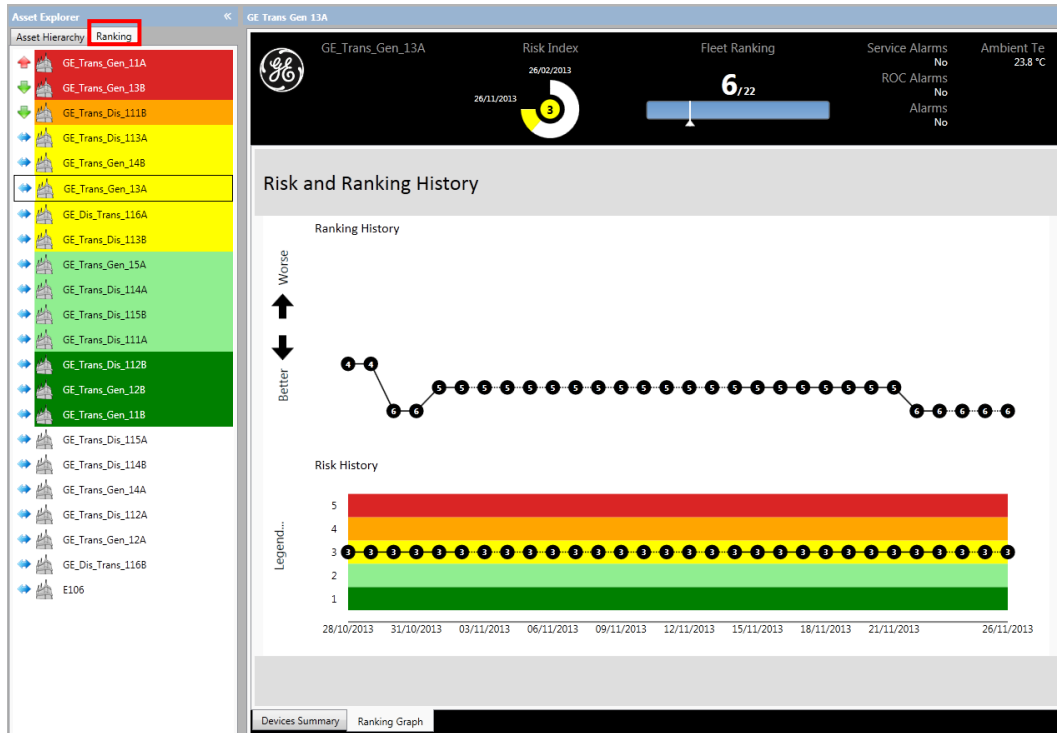 Asset Explorer
Asset Hierarchy Ranking
GE_Trans_Gen_11A
GE_Trans_Gen_13B
GE_Trans_Dis_111B
GE_Trans_Dis_113A
GE_Trans_Gen_14B
GE_Trans_Gen_13A
GE_Dis_Trans_116A
GE_Trans_Dis_113B
GE_Trans_Gen_15A
GE_Trans_Dis_114A
GE_Trans_Dis_115B
GE_Trans_Dis_111A
GE_Trans_Dis_112B
GE_Trans_Gen_12B
GE_Trans_Gen_11B
GE_Trans_Dis_115A
GE_Trans_Dis_114B
GE_Trans_Gen_14A
GE_Trans_Dis_112A
GE_Trans_Gen_12A
GE_Dis_Trans_116B
E106
GE Trans Gen 13A
GE
GE_Trans_Gen_13A
Risk Index
26/02/2013
26/11/2013
3
Fleet Ranking
6/22
Service Alarms
No
ROC Alarms
No
Alarms
No
Ambient Te
23.8 °C
Risk and Ranking History
Ranking History
Worse
Better
4 4 6 6 5 5 5 5 5 5 5 5 5 5 5 5 5 5 5 5 5 5 5 5 5 6 6 6 6 6
Risk History
Legend...
5
4
3 3 3 3 3 3 3 3 3 3 3 3 3 3 3 3 3 3 3 3 3 3 3 3 3 3 3 3 3 3 3
2
1
28/10/2013 31/10/2013 03/11/2013 06/11/2013 09/11/2013 12/11/2013 15/11/2013 18/11/2013 21/11/2013 26/11/2013
Devices Summary Ranking Graph